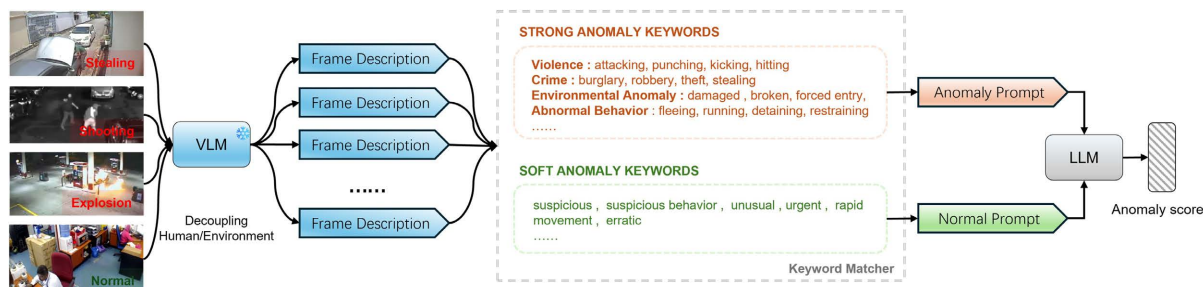 Stealing
Shooting
Explosion
Normal
VLM
Decoupling
Human/Environment
Frame Description
Frame Description
Frame Description
......
Frame Description
STRONG ANOMALY KEYWORDS
Violence : attacking, punching, kicking, hitting
Crime : burglary, robbery, theft, stealing
Environmental Anomaly : damaged , broken, forced entry,
Abnormal Behavior : fleeing, running, detaining, restraining
......
SOFT ANOMALY KEYWORDS
suspicious , suspicious behavior , unusual , urgent , rapid
movement , erratic
......
Keyword Matcher
Anomaly Prompt
Normal Prompt
LLM
Anomaly score